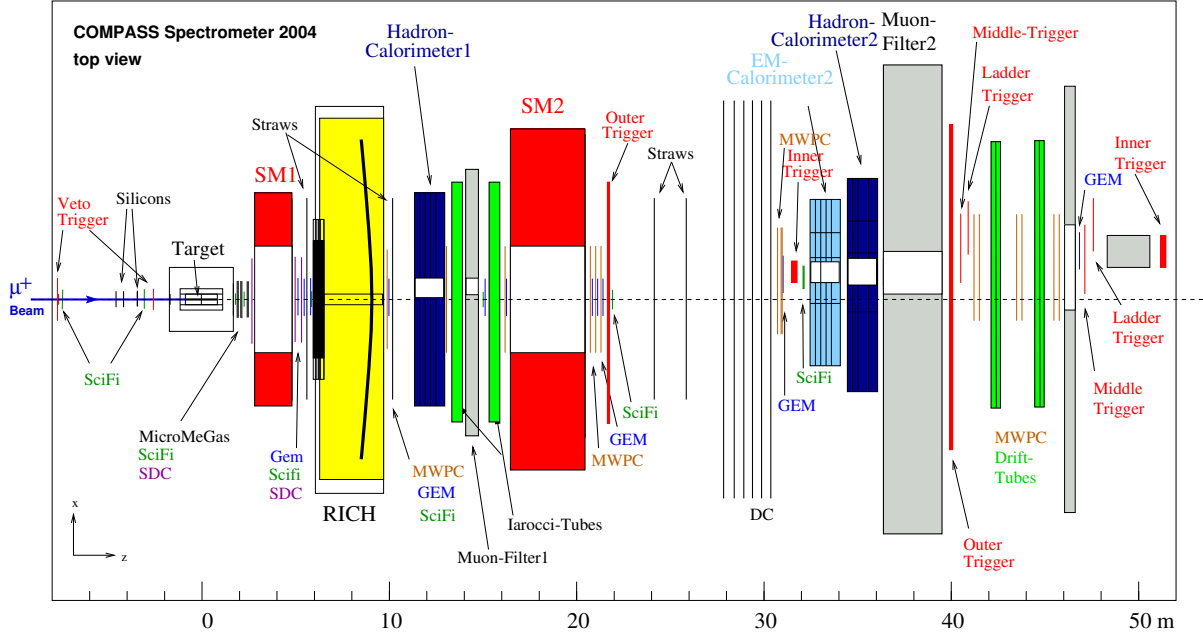 COMPASS Spectrometer 2004
top view
Hadron-
Calorimeter1
Hadron-
Calorimeter2
Muon-
Filter2
EM-
Calorimeter2
Middle-Trigger
Ladder
Trigger
SM2
Outer
Trigger
Straws
Straws
MWPC
Inner
Trigger
Inner
Trigger
GEM
SM1
Veto
Trigger
Silicons
Target
μ+
Beam
SciFi
MicroMeGas
SciFi
SDC
Gem
Scifi
SDC
RICH
MWPC
GEM
SciFi
Iarocci-Tubes
Muon-Filter1
SciFi
GEM
MWPC
DC
GEM
SciFi
Ladder
Trigger
Middle
Trigger
MWPC
Drift-
Tubes
Outer
Trigger
x
z
0 10 20 30 40 50 m